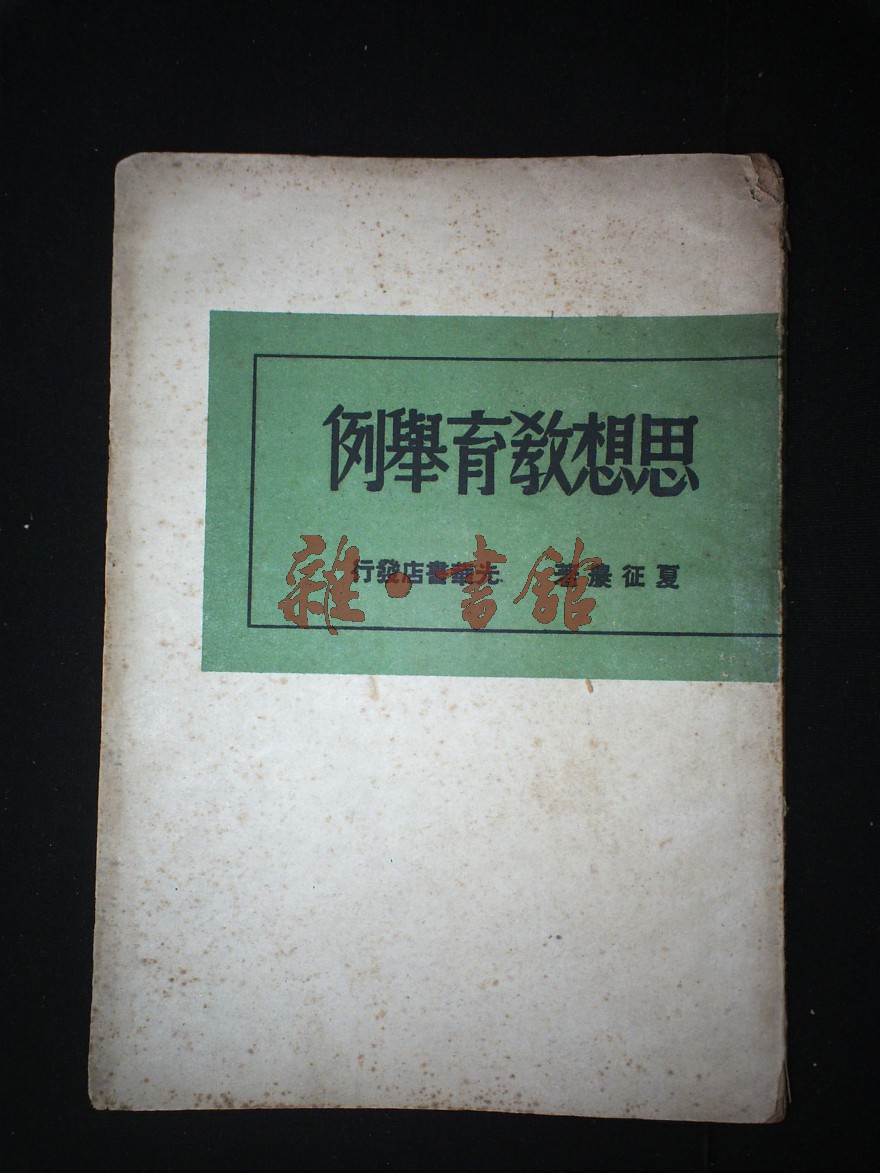 思想教育舉例
夏征農著 光華書店發行
雜·書館